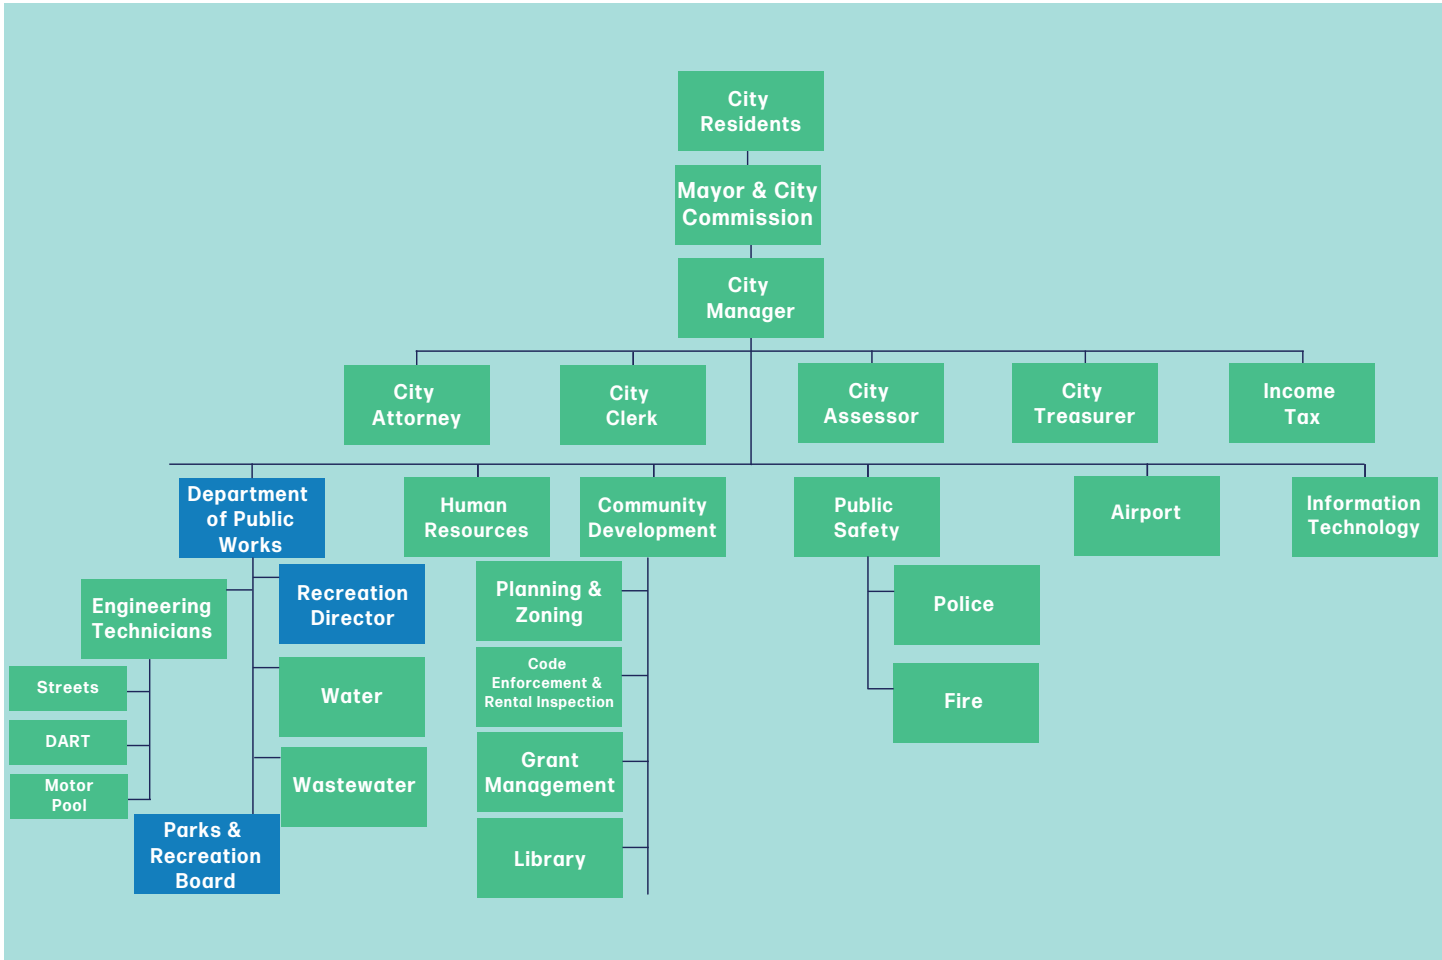 City
Residents
Mayor & City
Commission
City
Manager
City
Attorney
City
Clerk
City
Assessor
City
Treasurer
Income
Tax
Department
of Public
Works
Human
Resources
Community
Development
Public
Safety
Airport
Information
Technology
Engineering
Technicians
Streets
DART
Motor
Pool
Recreation
Director
Water
Wastewater
Parks &
Recreation
Board
Planning &
Zoning
Code
Enforcement &
Rental Inspection
Grant
Management
Library
Police
Fire